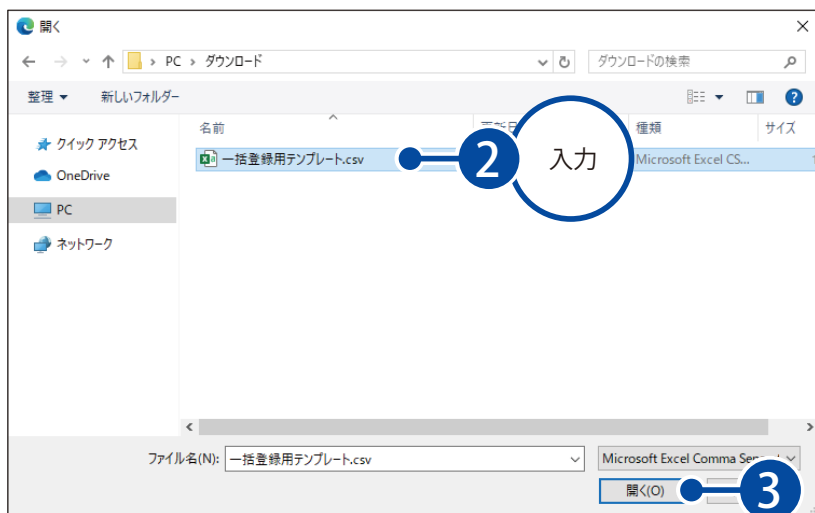 開く
PC › ダウンロード
ダウンロードの検索
整理 新しいフォルダー
名前 種類 サイズ
クイック アクセス
一括登録用テンプレート.csv 2 入力 Microsoft Excel CS...
OneDrive
PC
ネットワーク
ファイル名(N): 一括登録用テンプレート.csv Microsoft Excel Comma
開く(O) 3